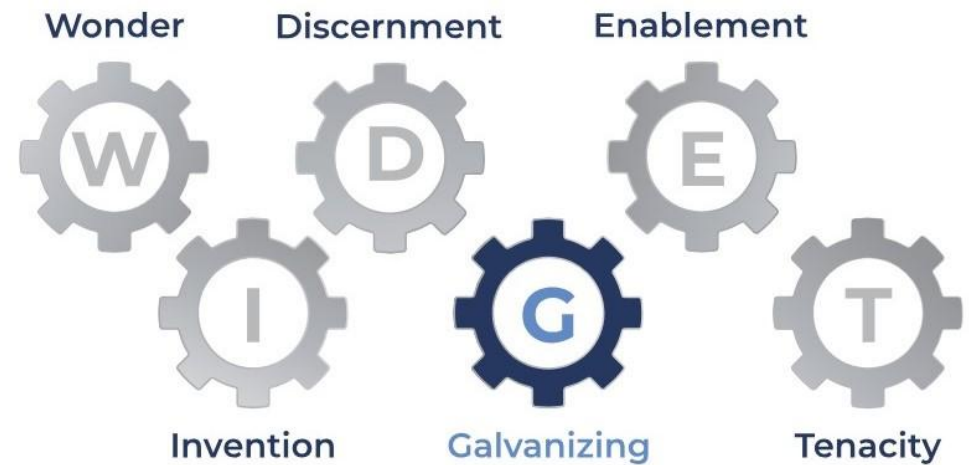 Wonder Discernment Enablement
W D E
I G T
Invention Galvanizing Tenacity